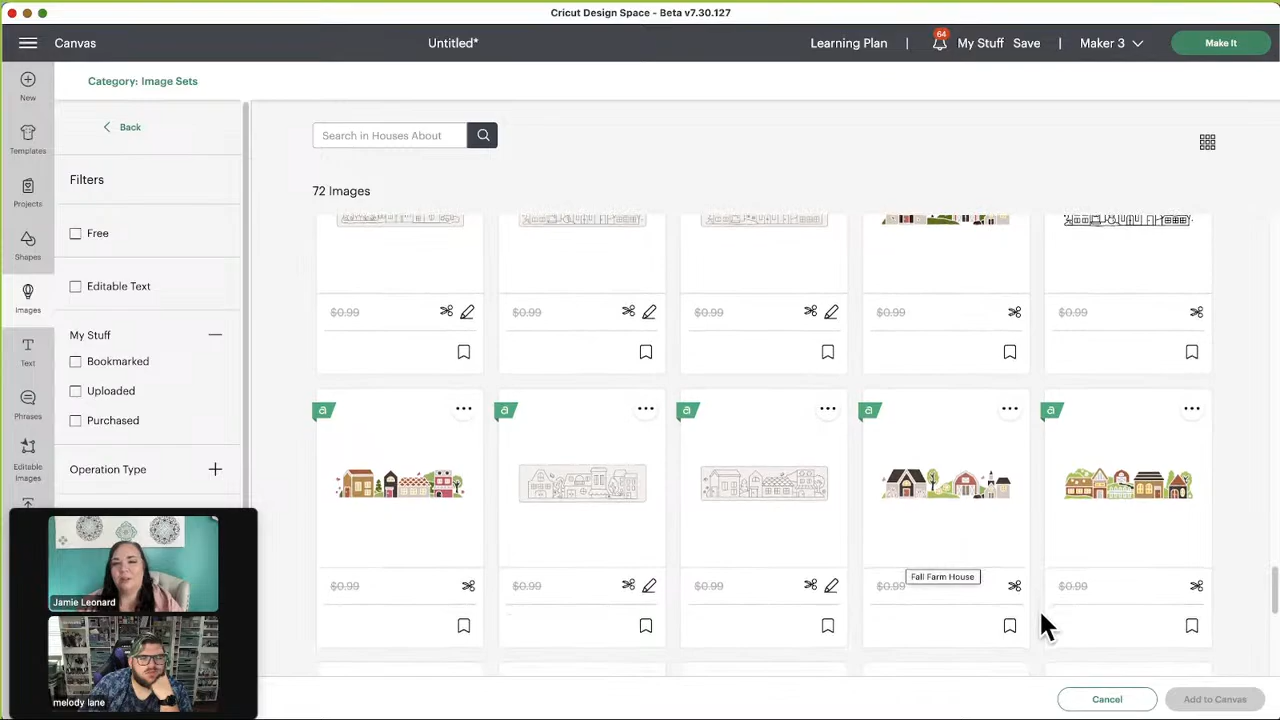 Cricut Design Space - Beta v7.30.127
Canvas
Untitled*
Learning Plan | 64 My Stuff Save | Maker 3 Make It
New
Templates
Projects
Shapes
Images
Text
Phrases
Editable
Images
Category: Image Sets
Back
Filters
Free
Editable Text
My Stuff
Bookmarked
Uploaded
Purchased
Operation Type
Search in Houses About
72 Images
$0.99 $0.99 $0.99 $0.99 $0.99
a a a a a
$0.99 $0.99 $0.99 $0.99 $0.99
Fall Farm House
Jamie Leonard
melody lane
Cancel Add to Canvas